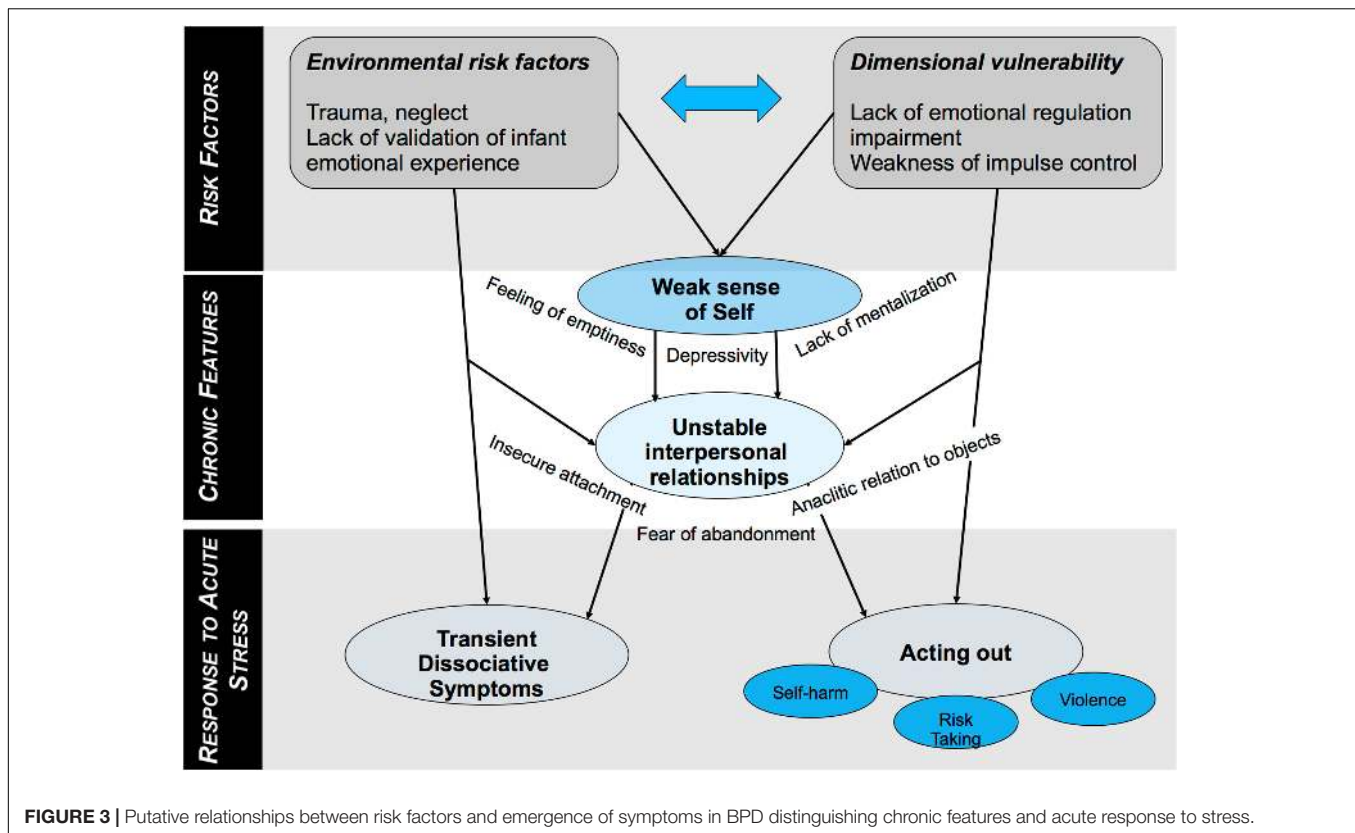 RISK FACTORS
Environmental risk factors
Trauma, neglect
Lack of validation of infant
emotional experience
Dimensional vulnerability
Lack of emotional regulation
impairment
Weakness of impulse control
CHRONIC FEATURES
Weak sense
of Self
Feeling of emptiness
Depressivity
Lack of mentalization
Unstable
interpersonal
relationships
Insecure attachment
Anaclitic relation to objects
Fear of abandonment
RESPONSE TO ACUTE
STRESS
Transient
Dissociative
Symptoms
Acting out
Self-harm
Risk
Taking
Violence
FIGURE 3 | Putative relationships between risk factors and emergence of symptoms in BPD distinguishing chronic features and acute response to stress.